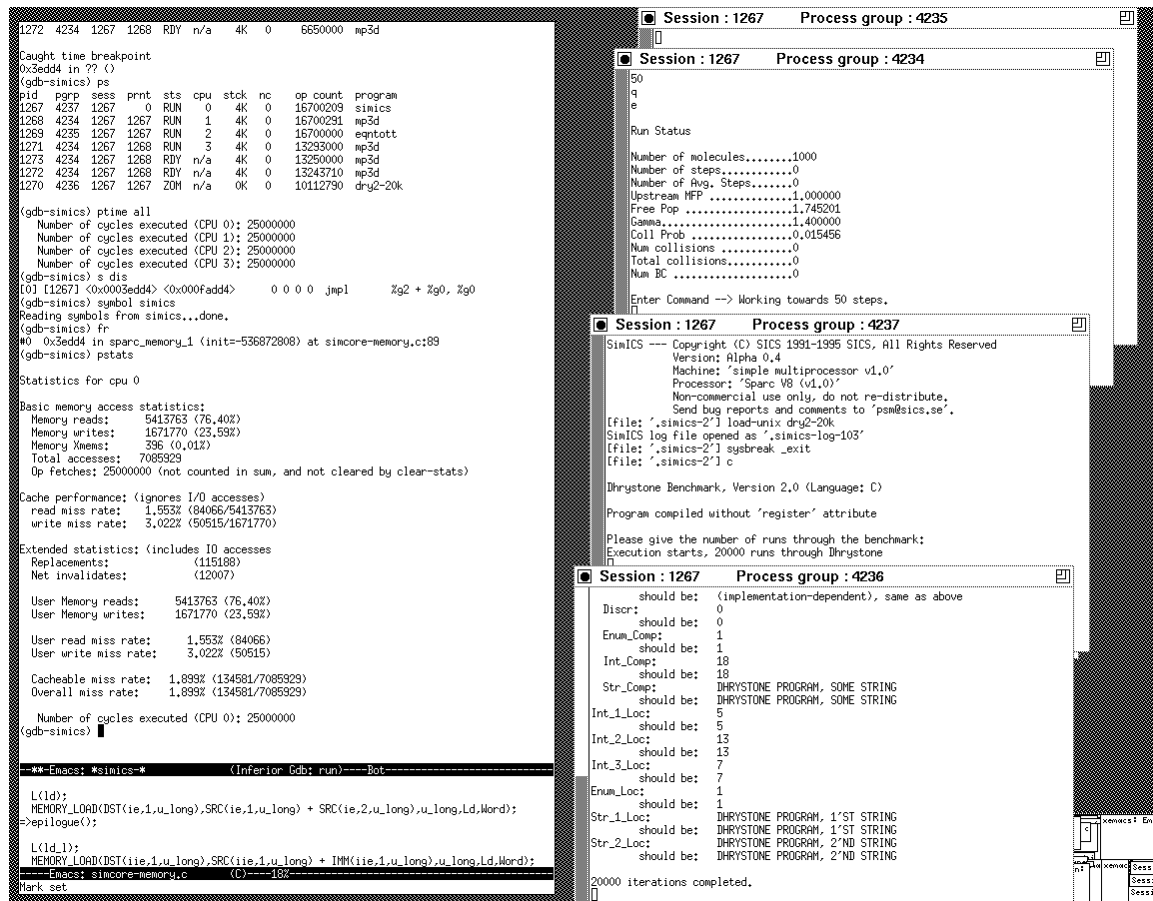 1272  4234  1267  1268  RDY  n/a    4K   0     6650000  mp3d
Caught time breakpoint
0x3edd4 in ?? ()
(gdb-simics) ps
pid   pgrp  sess  prnt  sts  cpu  stck  nc    op count  program
1267  4237  1267     0  RUN    0    4K   0    16700209  simics
1268  4234  1267  1267  RUN    1    4K   0    16700291  mp3d
1269  4235  1267  1267  RUN    2    4K   0    16700000  eqntott
1271  4234  1267  1268  RUN    3    4K   0    13293000  mp3d
1273  4234  1267  1268  RDY  n/a    4K   0    13250000  mp3d
1272  4234  1267  1268  RDY  n/a    4K   0    13243710  mp3d
1270  4236  1267  1267  ZOM  n/a    0K   0    10112790  dry2-20k
(gdb-simics) ptime all
Number of cycles executed (CPU 0): 25000000
Number of cycles executed (CPU 1): 25000000
Number of cycles executed (CPU 2): 25000000
Number of cycles executed (CPU 3): 25000000
(gdb-simics) s dis
[0] [1267] <0x0003edd4> <0x000fadd4>     0 0 0 0  jmpl      %g2 + %g0, %g0
(gdb-simics) symbol simics
Reading symbols from simics...done.
(gdb-simics) fr
#0  0x3edd4 in sparc_memory_1 (init=-536872808) at simcore-memory.c:89
(gdb-simics) pstats
Statistics for cpu 0
Basic memory access statistics:
Memory reads:     5413763 (76.40%)
Memory writes:    1671770 (23.59%)
Memory Xmems:     396 (0.01%)
Total accesses:   7085929
Op fetches: 25000000 (not counted in sum, and not cleared by clear-stats)
Cache performance: (ignores I/O accesses)
read miss rate:    1.553% (84066/5413763)
write miss rate:   3.022% (50515/1671770)
Extended statistics: (includes IO accesses
Replacements:          (115188)
Net invalidates:       (12007)
User Memory reads:     5413763 (76.40%)
User Memory writes:    1671770 (23.59%)
User read miss rate:     1.553% (84066)
User write miss rate:    3.022% (50515)
Cacheable miss rate:   1.899% (134581/7085929)
Overall miss rate:     1.899% (134581/7085929)
Number of cycles executed (CPU 0): 25000000
(gdb-simics)
--**-Emacs: *simics-*          (Inferior Gdb: run)----Bot--------------------------
L(ld);
MEMORY_LOAD(DST(ie,1,u_long),SRC(ie,1,u_long) + SRC(ie,2,u_long),u_long,Ld,Word);
=>epilogue();
L(ld_l);
MEMORY_LOAD(DST(iie,1,u_long),SRC(iie,1,u_long) + IMM(iie,1,u_long),u_long,Ld,Word);
-----Emacs: simcore-memory.c      (C)----18%------------------------------------
Mark set
Session : 1267      Process group : 4235
Session : 1267      Process group : 4234
50
q
e
Run Status
Number of molecules........1000
Number of steps............0
Number of Avg. Steps.......0
Upstream MFP ..............1.000000
Free Pop ..................1.745201
Gamma......................1.400000
Coll Prob .................0.015456
Num collisions ............0
Total collisions...........0
Num BC ....................0
Enter Command --> Working towards 50 steps.
Session : 1267      Process group : 4237
SimICS --- Copyright (C) SICS 1991-1995 SICS, All Rights Reserved
Version: Alpha 0.4
Machine: 'simple multiprocessor v1.0'
Processor: 'Sparc V8 (v1.0)'
Non-commercial use only, do not re-distribute.
Send bug reports and comments to 'psm@sics.se'.
[file: '.simics-2'] load-unix dry2-20k
SimICS log file opened as '.simics-log-103'
[file: '.simics-2'] sysbreak _exit
[file: '.simics-2'] c
Dhrystone Benchmark, Version 2.0 (Language: C)
Program compiled without 'register' attribute
Please give the number of runs through the benchmark:
Execution starts, 20000 runs through Dhrystone
Session : 1267      Process group : 4236
should be:   (implementation-dependent), same as above
Discr:             0
should be:   0
Enum_Comp:         1
should be:   1
Int_Comp:          18
should be:   18
Str_Comp:          DHRYSTONE PROGRAM, SOME STRING
should be:   DHRYSTONE PROGRAM, SOME STRING
Int_1_Loc:           5
should be:   5
Int_2_Loc:           13
should be:   13
Int_3_Loc:           7
should be:   7
Enum_Loc:            1
should be:   1
Str_1_Loc:           DHRYSTONE PROGRAM, 1'ST STRING
should be:   DHRYSTONE PROGRAM, 1'ST STRING
Str_2_Loc:           DHRYSTONE PROGRAM, 2'ND STRING
should be:   DHRYSTONE PROGRAM, 2'ND STRING
20000 iterations completed.
xemacs: Em
xemac
Sess
Sess
Sessi